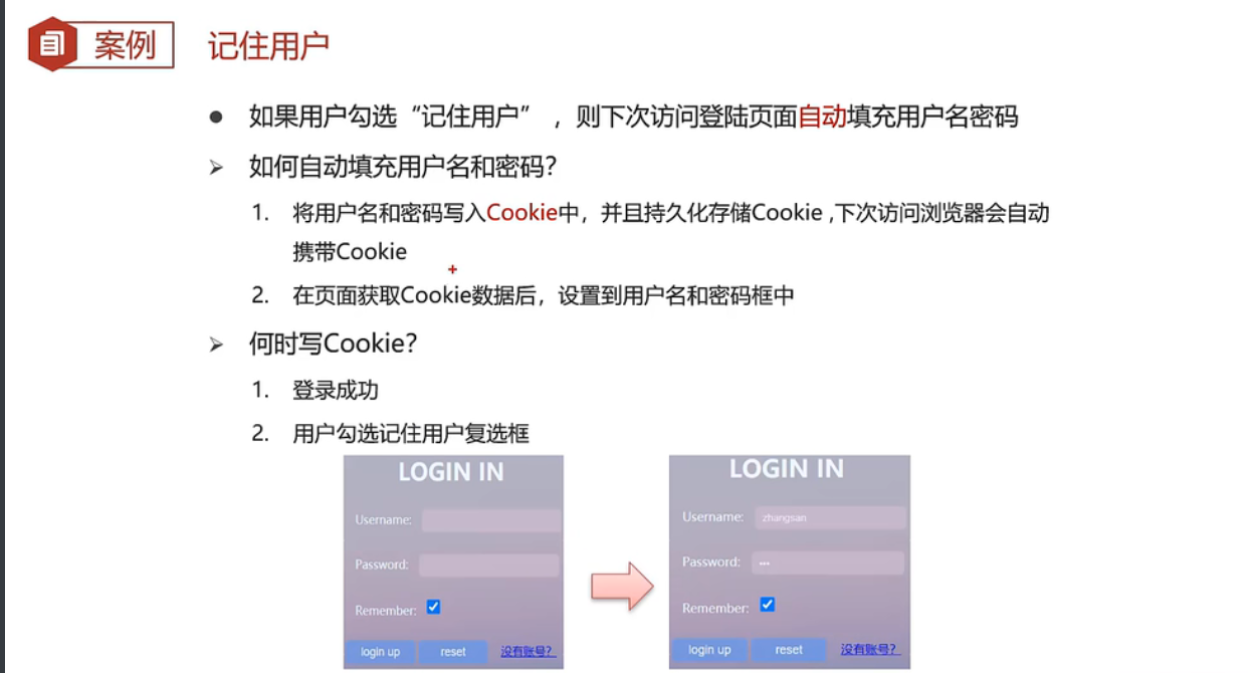 案例 记住用户
● 如果用户勾选“记住用户” ，则下次访问登陆页面自动填充用户名密码
➢ 如何自动填充用户名和密码？
1. 将用户名和密码写入Cookie中，并且持久化存储Cookie ,下次访问浏览器会自动
携带Cookie
2. 在页面获取Cookie数据后，设置到用户名和密码框中
➢ 何时写Cookie？
1. 登录成功
2. 用户勾选记住用户复选框
LOGIN IN
Username:
Password:
Remember:
login up reset 没有账号？
LOGIN IN
Username: zhangsan
Password: •••
Remember:
login up reset 没有账号？